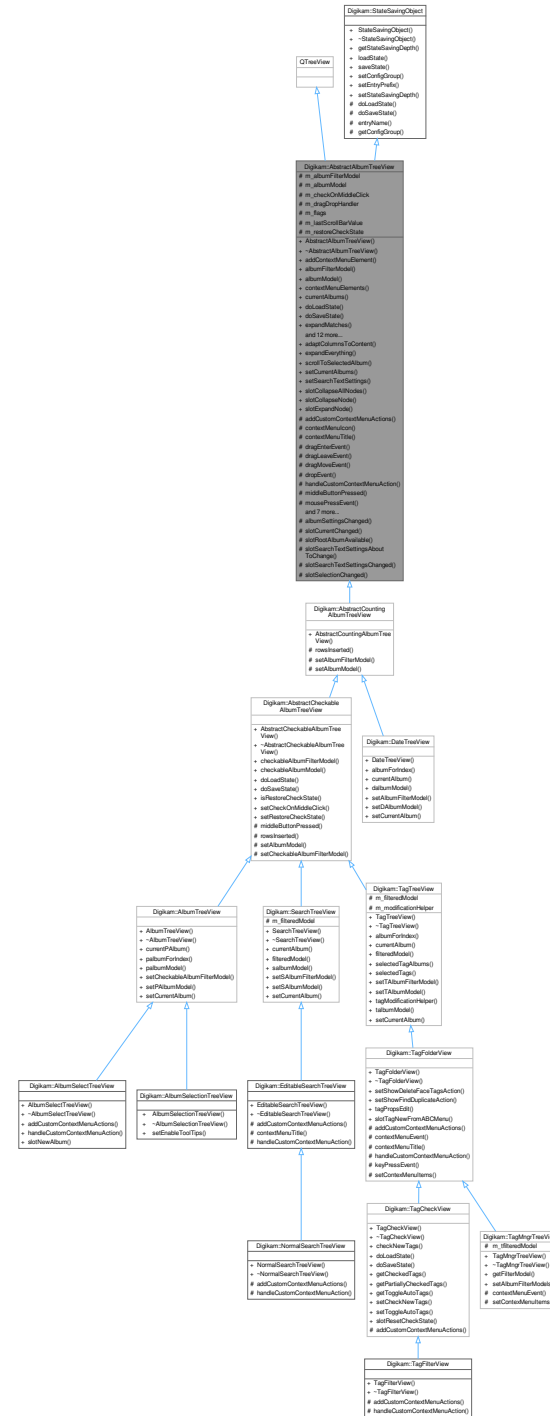 Digikam::StateSavingObject
+ StateSavingObject()
+ ~StateSavingObject()
+ getStateSavingDepth()
+ loadState()
+ saveState()
+ setConfigGroup()
+ setEntryPrefix()
+ setStateSavingDepth()
# doLoadState()
# doSaveState()
# entryName()
# getConfigGroup()
QTreeView
Digikam::AbstractAlbumTreeView
# m_albumFilterModel
# m_albumModel
# m_checkOnMiddleClick
# m_dragDropHandler
# m_flags
# m_lastScrollBarValue
# m_restoreCheckState
+ AbstractAlbumTreeView()
+ ~AbstractAlbumTreeView()
+ addContextMenuElement()
+ albumFilterModel()
+ albumModel()
+ contextMenuElements()
+ currentAlbums()
+ doLoadState()
+ doSaveState()
+ expandMatches()
and 12 more...
+ adaptColumnsToContent()
+ expandEverything()
+ scrollToSelectedAlbum()
+ setCurrentAlbums()
+ setSearchTextSettings()
+ slotCollapseAllNodes()
+ slotCollapseNode()
+ slotExpandNode()
# addCustomContextMenuActions()
# contextMenuIcon()
# contextMenuTitle()
# dragEnterEvent()
# dragLeaveEvent()
# dragMoveEvent()
# dropEvent()
# handleCustomContextMenuAction()
# middleButtonPressed()
# mousePressEvent()
and 7 more...
# albumSettingsChanged()
# slotCurrentChanged()
# slotRootAlbumAvailable()
# slotSearchTextSettingsAbout
ToChange()
# slotSearchTextSettingsChanged()
# slotSelectionChanged()
Digikam::AbstractCounting
AlbumTreeView
+ AbstractCountingAlbumTree
View()
# rowsInserted()
# setAlbumFilterModel()
# setAlbumModel()
Digikam::AbstractCheckable
AlbumTreeView
+ AbstractCheckableAlbumTree
View()
+ ~AbstractCheckableAlbumTree
View()
+ checkableAlbumFilterModel()
+ checkableAlbumModel()
+ doLoadState()
+ doSaveState()
+ isRestoreCheckState()
+ setCheckOnMiddleClick()
+ setRestoreCheckState()
# middleButtonPressed()
# rowsInserted()
# setAlbumModel()
# setCheckableAlbumFilterModel()
Digikam::DateTreeView
+ DateTreeView()
+ albumForIndex()
+ currentAlbum()
+ dalbumModel()
+ setAlbumFilterModel()
+ setDAlbumModel()
+ setCurrentAlbum()
Digikam::AlbumTreeView
+ AlbumTreeView()
+ ~AlbumTreeView()
+ currentPAlbum()
+ palbumForIndex()
+ palbumModel()
+ setCheckableAlbumFilterModel()
+ setPAlbumModel()
+ setCurrentAlbum()
Digikam::SearchTreeView
# m_filteredModel
+ SearchTreeView()
+ ~SearchTreeView()
+ currentAlbum()
+ filteredModel()
+ salbumModel()
+ setSAlbumFilterModel()
+ setSAlbumModel()
+ setCurrentAlbum()
Digikam::TagTreeView
# m_filteredModel
# m_modificationHelper
+ TagTreeView()
+ ~TagTreeView()
+ albumForIndex()
+ currentAlbum()
+ filteredModel()
+ selectedTagAlbums()
+ selectedTags()
+ setTAlbumFilterModel()
+ setTAlbumModel()
+ tagModificationHelper()
+ talbumModel()
+ setCurrentAlbum()
Digikam::AlbumSelectTreeView
+ AlbumSelectTreeView()
+ ~AlbumSelectTreeView()
# addCustomContextMenuActions()
# handleCustomContextMenuAction()
# slotNewAlbum()
Digikam::AlbumSelectionTreeView
+ AlbumSelectionTreeView()
+ ~AlbumSelectionTreeView()
+ setEnableToolTips()
Digikam::EditableSearchTreeView
+ EditableSearchTreeView()
+ ~EditableSearchTreeView()
# addCustomContextMenuActions()
# contextMenuTitle()
# handleCustomContextMenuAction()
Digikam::TagFolderView
+ TagFolderView()
+ ~TagFolderView()
+ setShowDeleteFaceTagsAction()
+ setShowFindDuplicateAction()
+ tagPropsEdit()
+ slotTagNewFromABCMenu()
# addCustomContextMenuActions()
# contextMenuEvent()
# contextMenuTitle()
# handleCustomContextMenuAction()
# keyPressEvent()
# setContexMenuItems()
Digikam::NormalSearchTreeView
+ NormalSearchTreeView()
+ ~NormalSearchTreeView()
# addCustomContextMenuActions()
# handleCustomContextMenuAction()
Digikam::TagCheckView
+ TagCheckView()
+ ~TagCheckView()
+ checkNewTags()
+ doLoadState()
+ doSaveState()
+ getCheckedTags()
+ getPartiallyCheckedTags()
+ getToggleAutoTags()
+ setCheckNewTags()
+ setToggleAutoTags()
+ slotResetCheckState()
# addCustomContextMenuActions()
Digikam::TagMngrTreeView
# m_tfilteredModel
+ TagMngrTreeView()
+ ~TagMngrTreeView()
+ getFilterModel()
+ setAlbumFilterModels
# contextMenuEvent()
# setContexMenuItems
Digikam::TagFilterView
+ TagFilterView()
+ ~TagFilterView()
# addCustomContextMenuActions()
# handleCustomContextMenuAction()